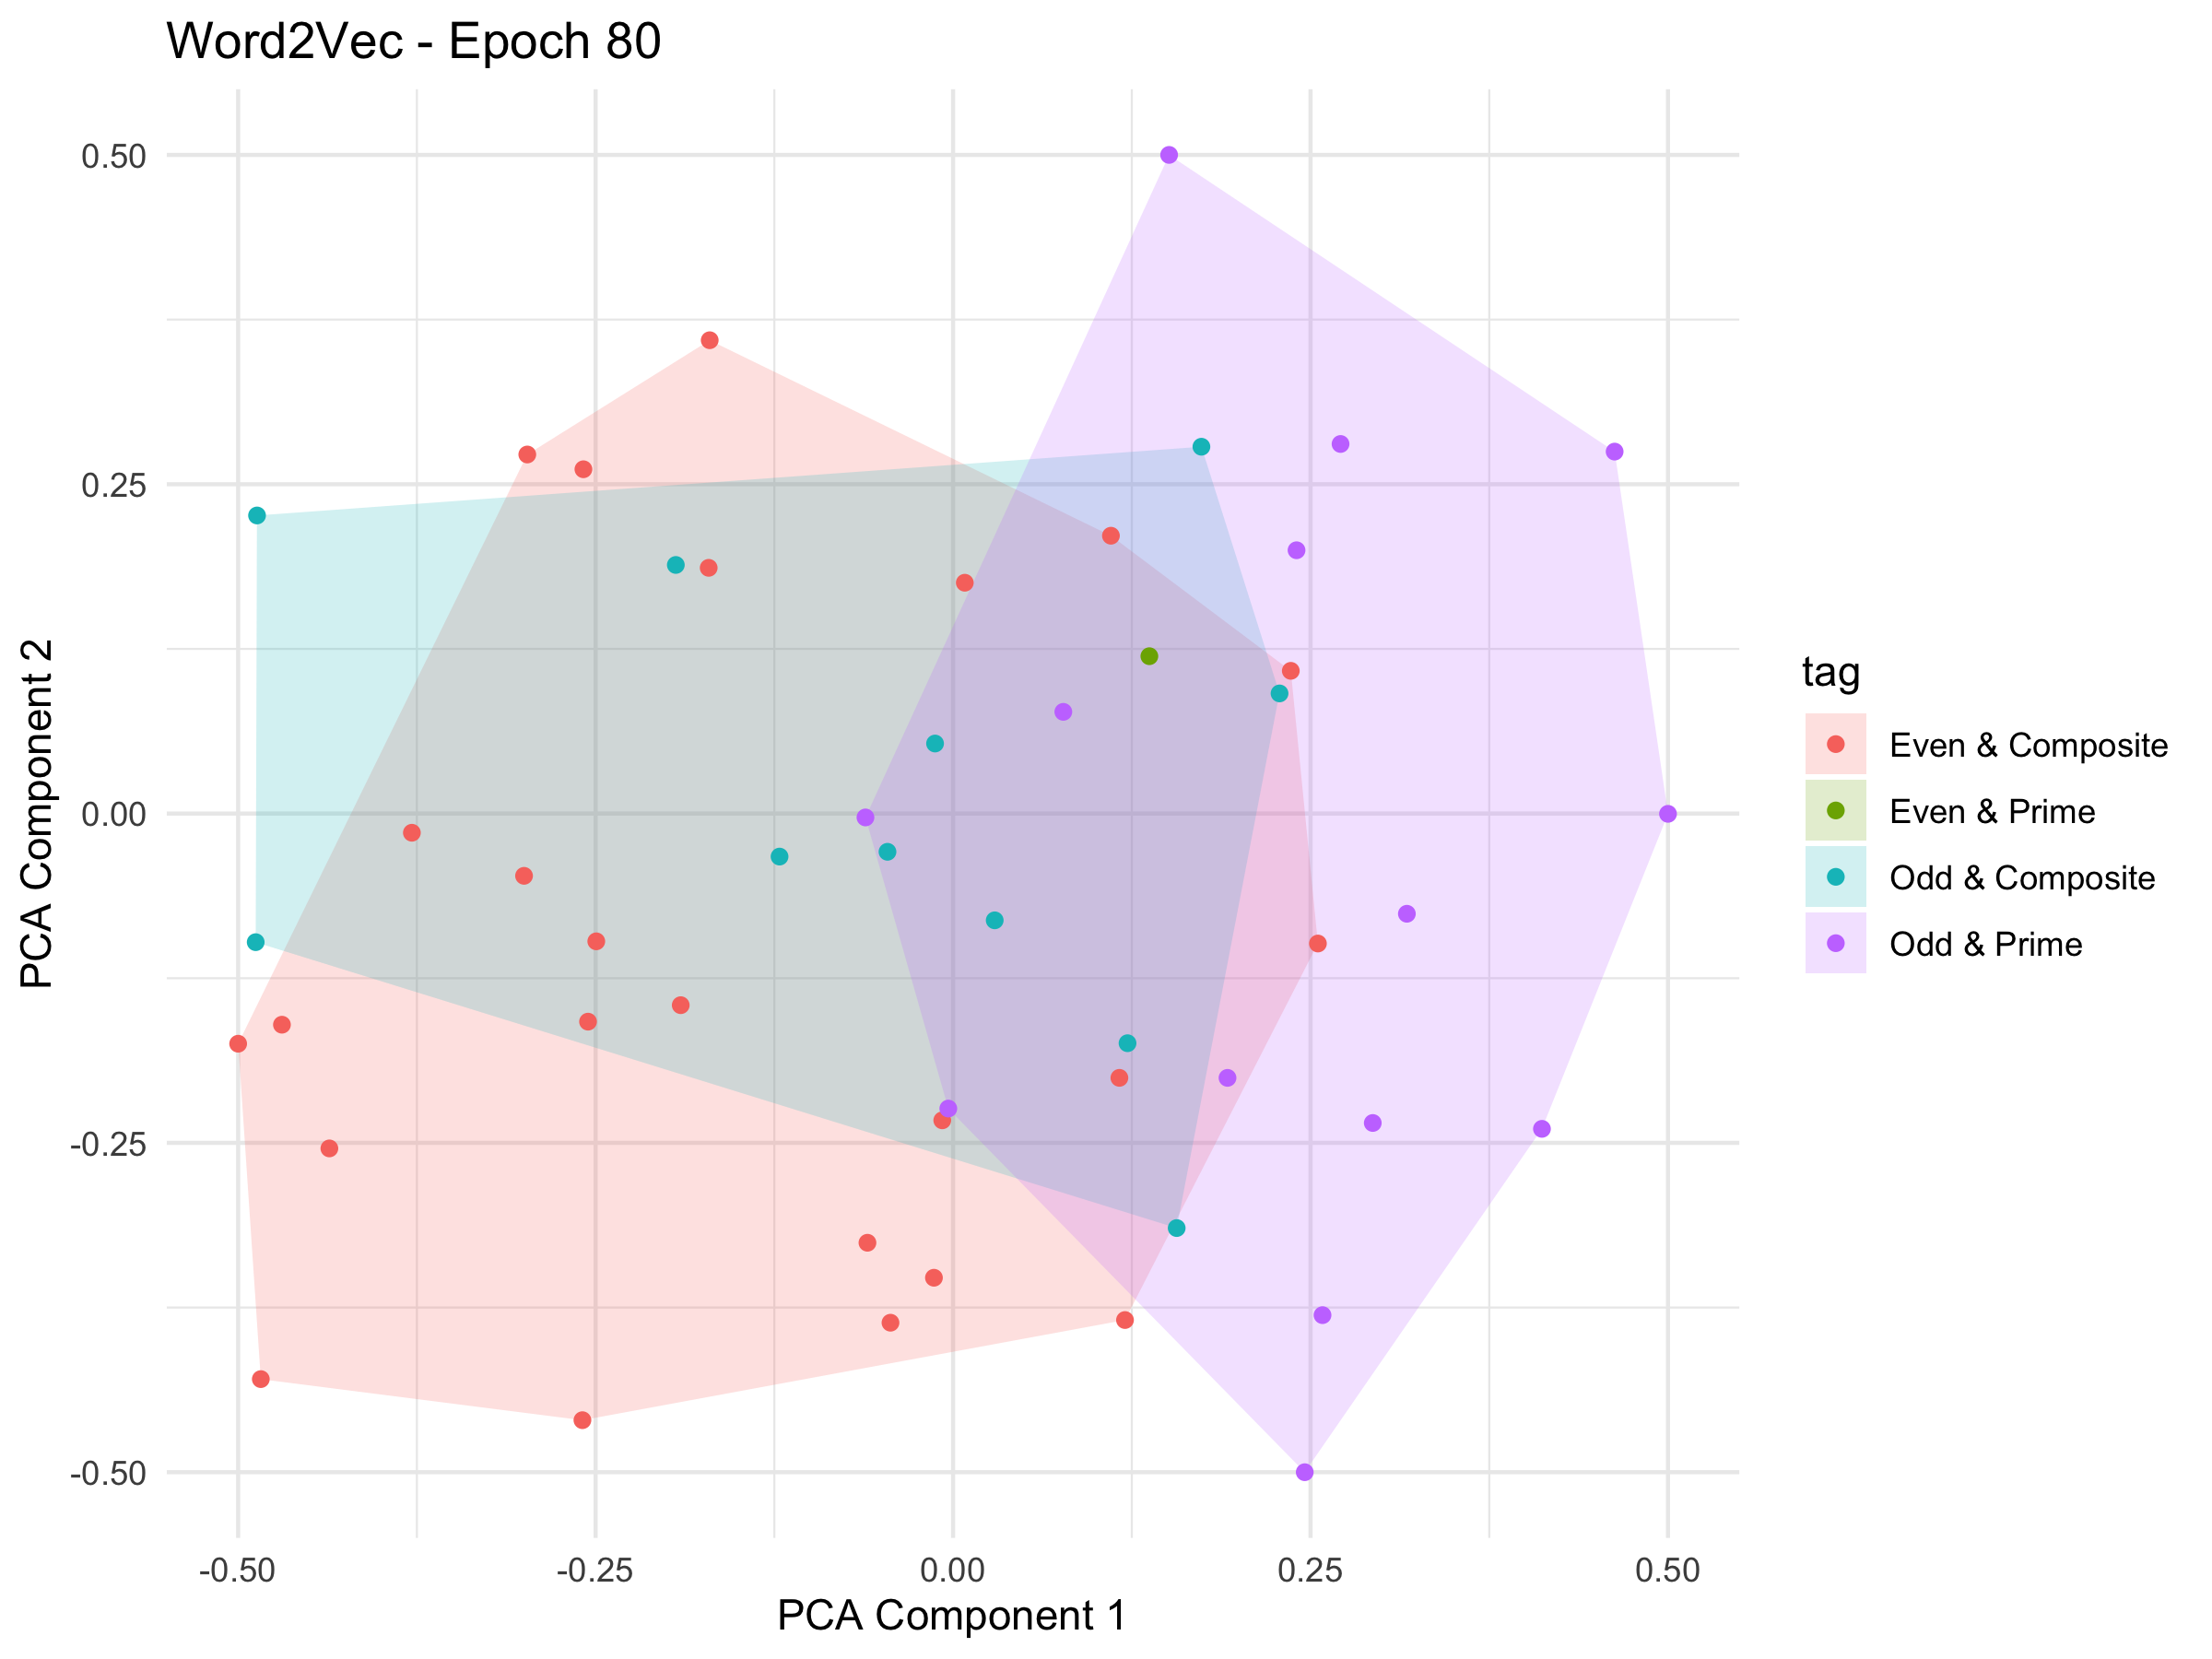 Word2Vec - Epoch 80
0.50
0.25
0.00
-0.25
-0.50
PCA Component 2
-0.50
-0.25
0.00
0.25
0.50
PCA Component 1
tag
Even & Composite
Even & Prime
Odd & Composite
Odd & Prime